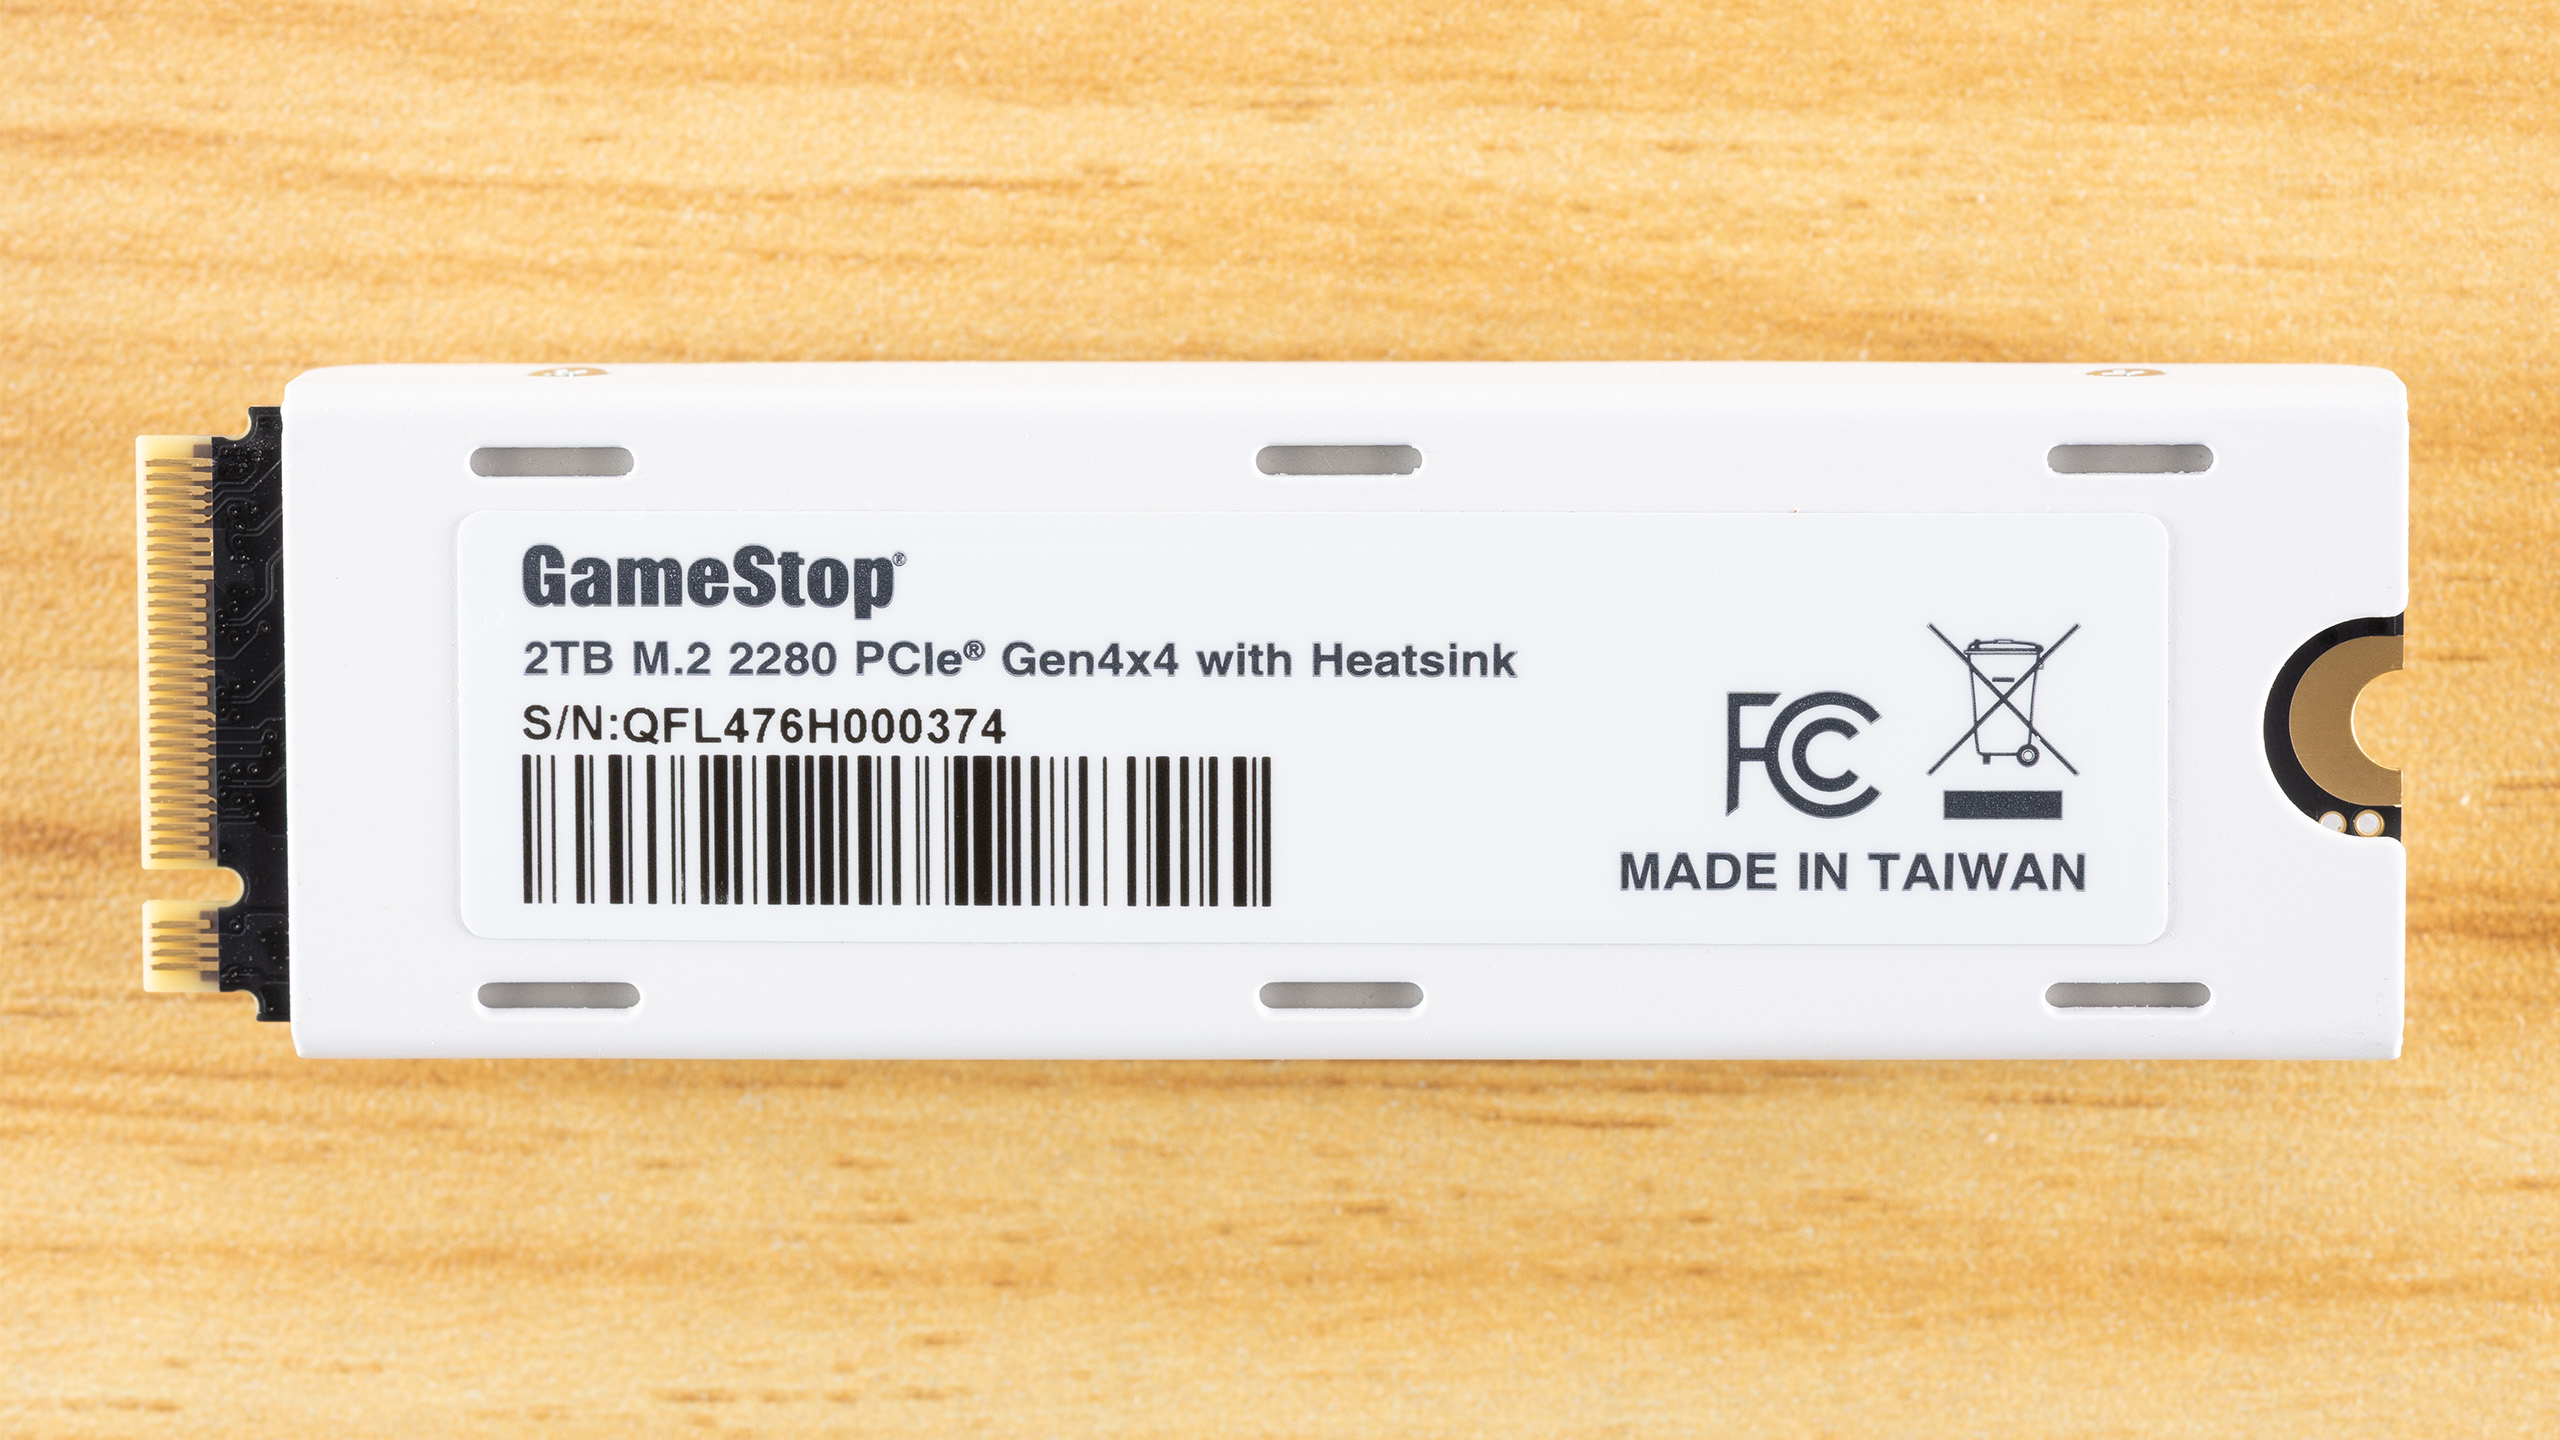 GameStop®
2TB M.2 2280 PCIe® Gen4x4 with Heatsink
S/N:QFL476H000374
FC
MADE IN TAIWAN